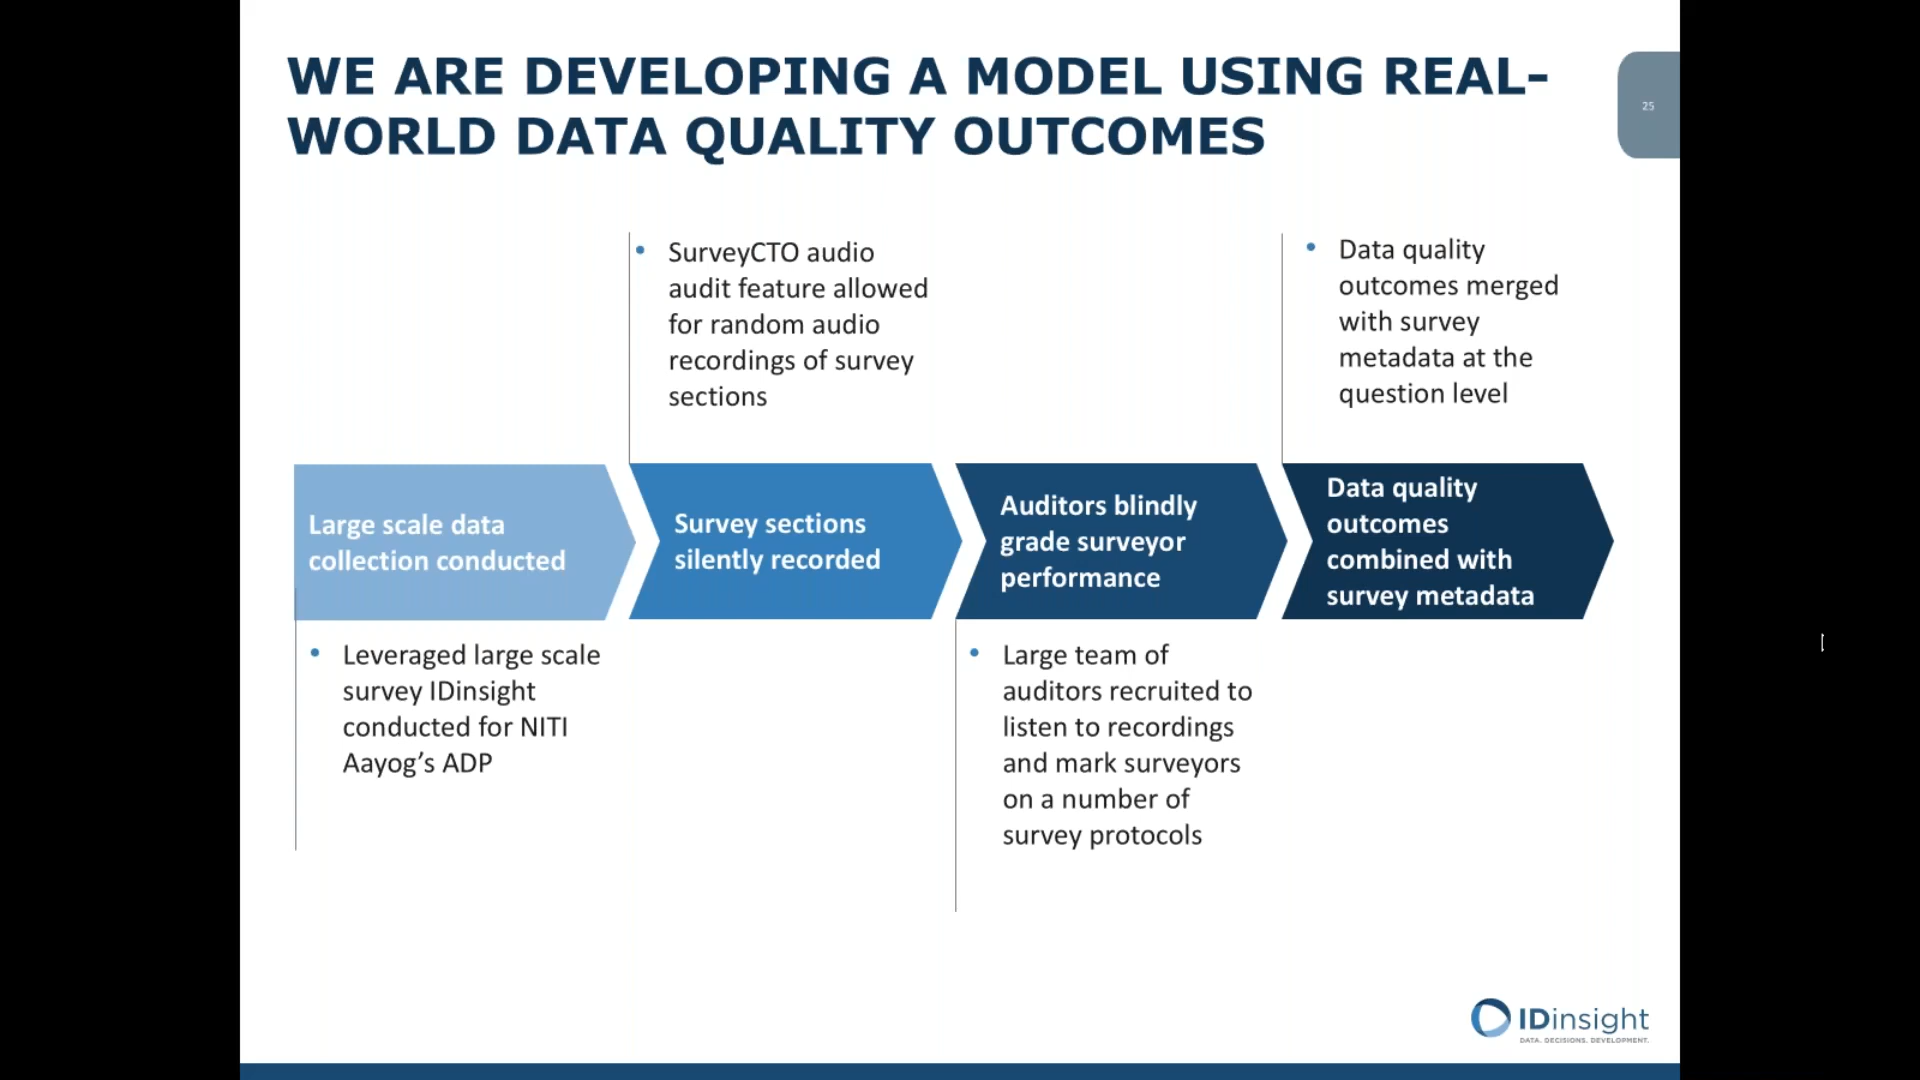 WE ARE DEVELOPING A MODEL USING REAL-
WORLD DATA QUALITY OUTCOMES
25
• SurveyCTO audio
audit feature allowed
for random audio
recordings of survey
sections
• Data quality
outcomes merged
with survey
metadata at the
question level
Large scale data
collection conducted
Survey sections
silently recorded
Auditors blindly
grade surveyor
performance
Data quality
outcomes
combined with
survey metadata
• Leveraged large scale
survey IDinsight
conducted for NITI
Aayog’s ADP
• Large team of
auditors recruited to
listen to recordings
and mark surveyors
on a number of
survey protocols
IDinsight
DATA. DECISIONS. DEVELOPMENT.